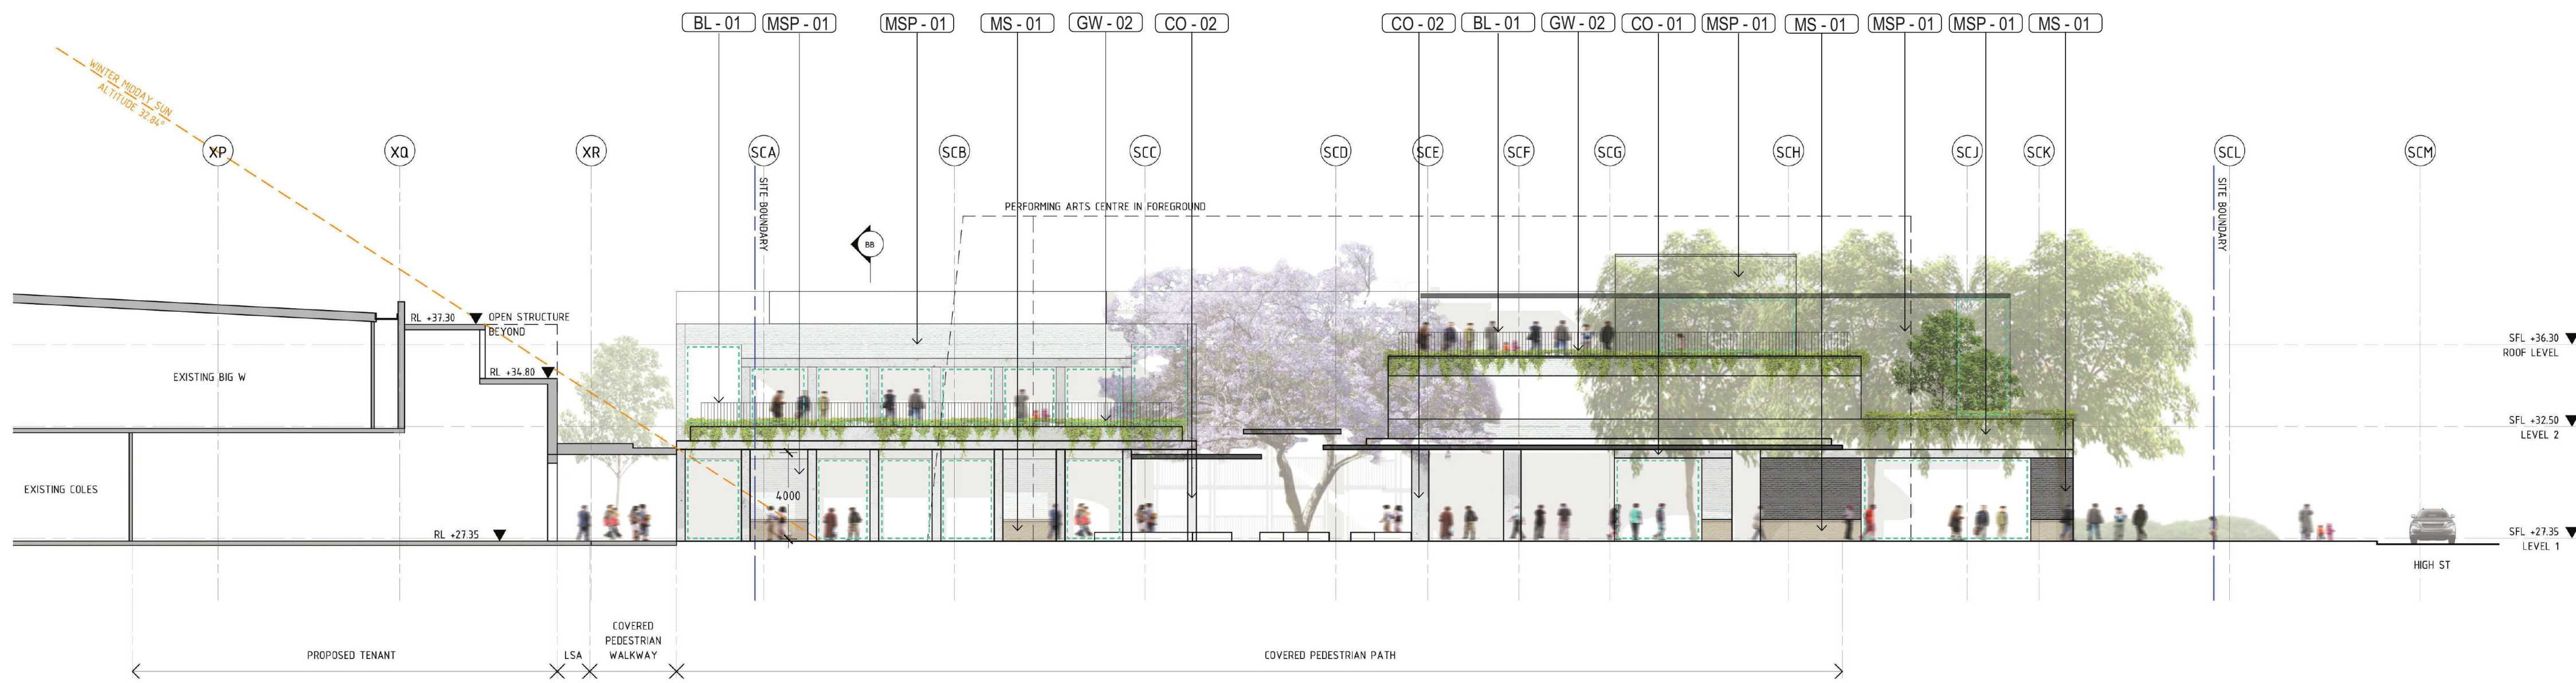 BL - 01
MSP - 01
MSP - 01
MS - 01
GW - 02
CO - 02
CO - 02
BL - 01
GW - 02
CO - 01
MSP - 01
MS - 01
MSP - 01
MSP - 01
MS - 01
WINTER MIDDAY SUN
ALTITUDE 32.84°
XP
XQ
XR
SCA
SCB
SCC
SCD
SCE
SCF
SCG
SCH
SCJ
SCK
SCL
SCM
SITE BOUNDARY
SITE BOUNDARY
PERFORMING ARTS CENTRE IN FOREGROUND
BB
RL +37.30
OPEN STRUCTURE
BEYOND
RL +34.80
EXISTING BIG W
EXISTING COLES
RL +27.35
4000
SFL +36.30
ROOF LEVEL
SFL +32.50
LEVEL 2
SFL +27.35
LEVEL 1
HIGH ST
PROPOSED TENANT
LSA
COVERED
PEDESTRIAN
WALKWAY
COVERED PEDESTRIAN PATH